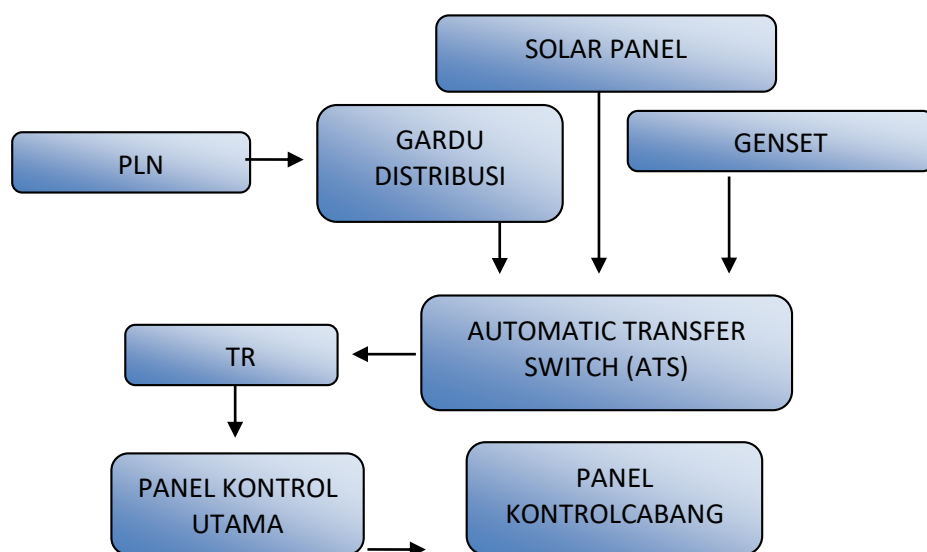 SOLAR PANEL
PLN
GARDU
DISTRIBUSI
GENSET
AUTOMATIC TRANSFER
SWITCH (ATS)
TR
PANEL KONTROL
UTAMA
PANEL
KONTROLCABANG